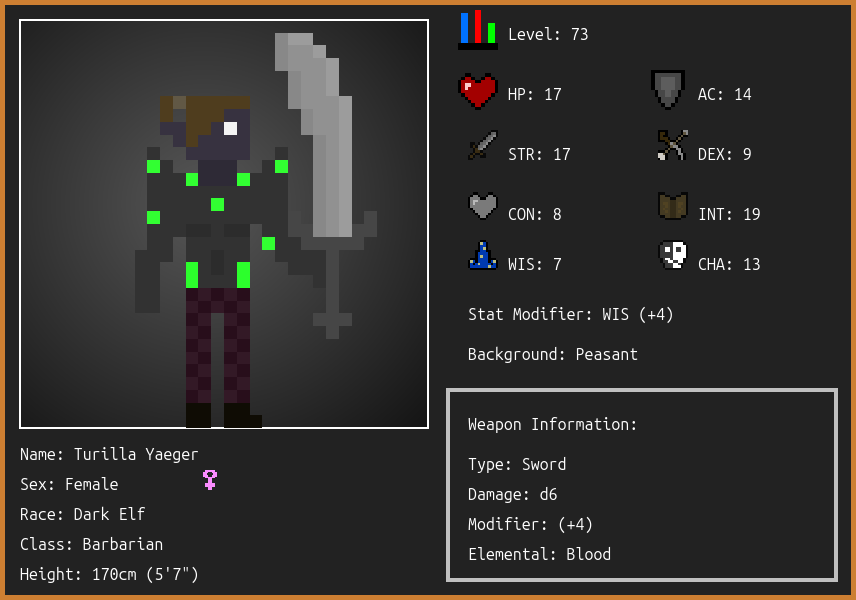 Level: 73
HP: 17
AC: 14
STR: 17
DEX: 9
CON: 8
INT: 19
WIS: 7
CHA: 13
Stat Modifier: WIS (+4)
Background: Peasant
Weapon Information:
Type: Sword
Damage: d6
Modifier: (+4)
Elemental: Blood
Name: Turilla Yaeger
Sex: Female
Race: Dark Elf
Class: Barbarian
Height: 170cm (5'7")